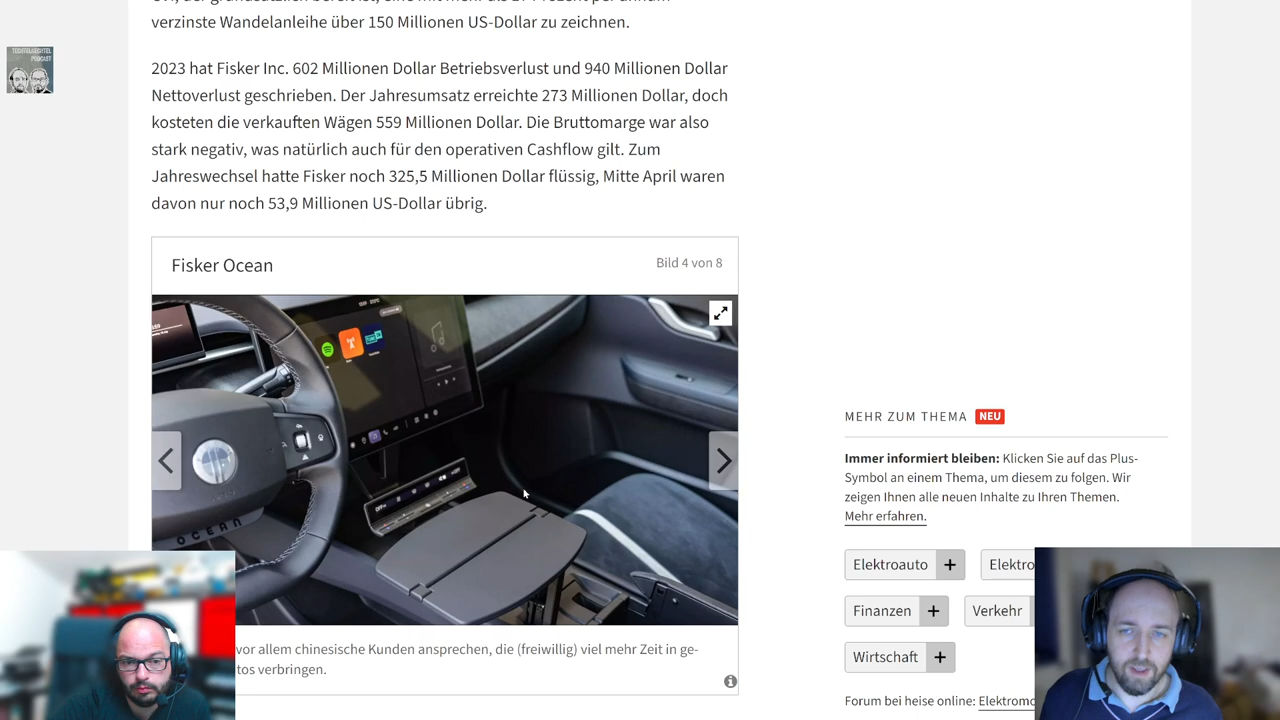 verzinste Wandelanleihe über 150 Millionen US-Dollar zu zeichnen.
TECHTELMECHTEL
PODCAST
2023 hat Fisker Inc. 602 Millionen Dollar Betriebsverlust und 940 Millionen Dollar
Nettoverlust geschrieben. Der Jahresumsatz erreichte 273 Millionen Dollar, doch
kosteten die verkauften Wägen 559 Millionen Dollar. Die Bruttomarge war also
stark negativ, was natürlich auch für den operativen Cashflow gilt. Zum
Jahreswechsel hatte Fisker noch 325,5 Millionen Dollar flüssig, Mitte April waren
davon nur noch 53,9 Millionen US-Dollar übrig.
Fisker Ocean
Bild 4 von 8
OCEAN
vor allem chinesische Kunden ansprechen, die (freiwillig) viel mehr Zeit in ge-
tos verbringen.
MEHR ZUM THEMA NEU
Immer informiert bleiben: Klicken Sie auf das Plus-
Symbol an einem Thema, um diesem zu folgen. Wir
zeigen Ihnen alle neuen Inhalte zu Ihren Themen.
Mehr erfahren.
Elektroauto + Elektro
Finanzen + Verkehr
Wirtschaft +
Forum bei heise online: Elektromo